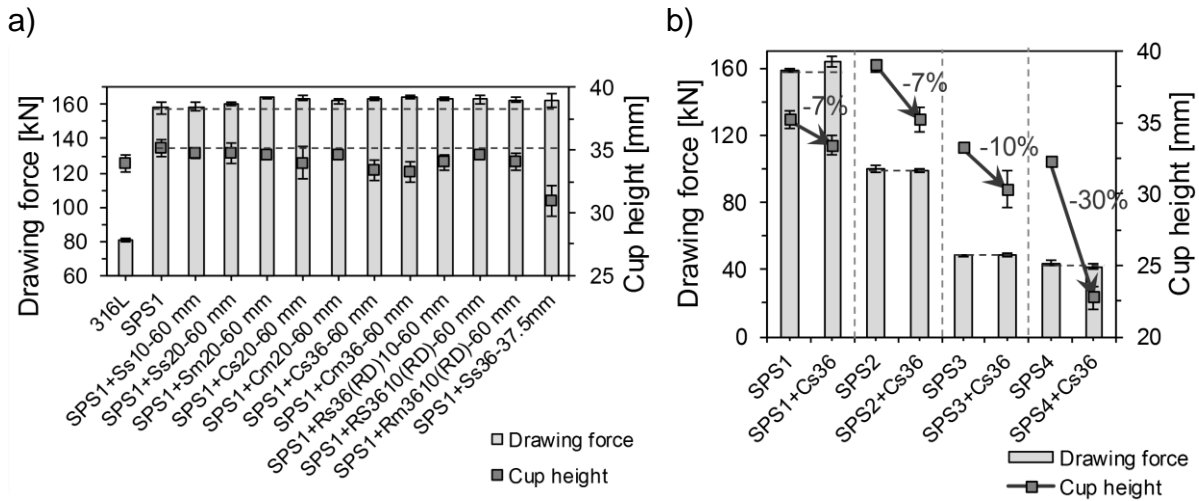 a)
Drawing force [kN]
160
140
120
100
80
60
40
35
30
25
Cup height [mm]
316L
SPS1
SPS1+Ss10-60 mm
SPS1+Ss20-60 mm
SPS1+Sm20-60 mm
SPS1+Cs20-60 mm
SPS1+Cm20-60 mm
SPS1+Cs36-60 mm
SPS1+Cm36-60 mm
SPS1+Rs36(RD)10-60 mm
SPS1+RS3610(RD)-60 mm
SPS1+Rm3610(RD)-60 mm
SPS1+Ss36-37.5mm
Drawing force
Cup height
b)
Drawing force [kN]
160
120
80
40
0
-7%
-7%
-10%
-30%
40
35
30
25
20
Cup height [mm]
SPS1
SPS1+Cs36
SPS2
SPS2+Cs36
SPS3
SPS3+Cs36
SPS4
SPS4+Cs36
Drawing force
Cup height